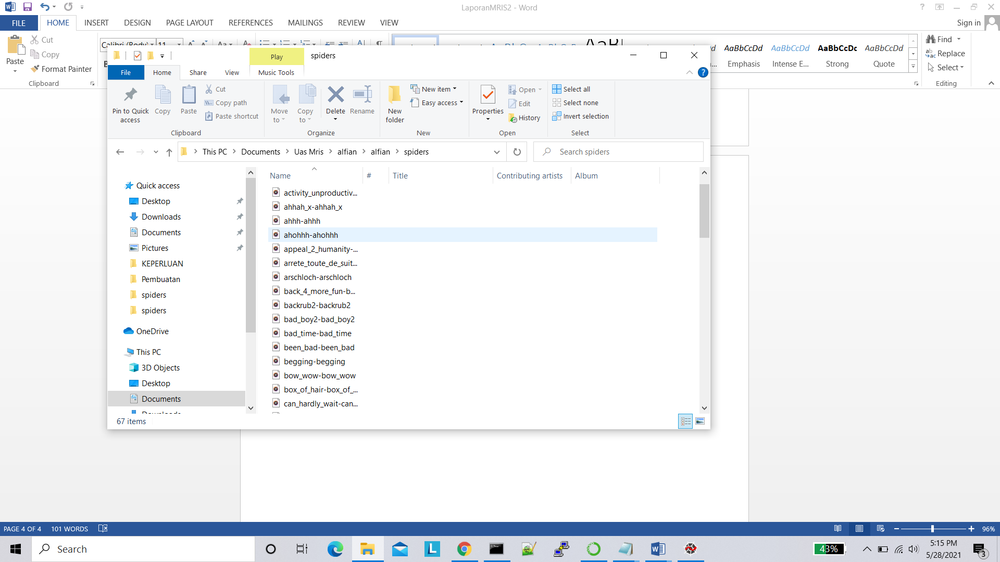 LaporanMRIS2 - Word
FILE
HOME
INSERT
DESIGN
PAGE LAYOUT
REFERENCES
MAILINGS
REVIEW
VIEW
Sign in
Paste
Cut
Copy
Format Painter
Clipboard
Calibri (Body)
11
AaBbCcDd
AaBbCcDd
AaBbCcDc
AaBbCcDd
Emphasis
Intense E...
Strong
Quote
Find
Replace
Select
Editing
Play
spiders
File
Home
Share
View
Music Tools
Pin to Quick access
Copy
Paste
Cut
Copy path
Paste shortcut
Clipboard
Move to
Copy to
Delete
Rename
Organize
New folder
New item
Easy access
New
Properties
Open
Edit
History
Open
Select all
Select none
Invert selection
Select
This PC > Documents > Uas Mris > alfian > alfian > spiders
Search spiders
Quick access
Desktop
Downloads
Documents
Pictures
KEPERLUAN
Pembuatan
spiders
spiders
OneDrive
This PC
3D Objects
Desktop
Documents
Name
#
Title
Contributing artists
Album
activity_unproductiv...
ahhah_x-ahhah_x
ahhh-ahhh
ahohhh-ahohhh
appeal_2_humanity-...
arrete_toute_de_suit...
arschloch-arschloch
back_4_more_fun-b...
backrub2-backrub2
bad_boy2-bad_boy2
bad_time-bad_time
been_bad-been_bad
begging-begging
bow_wow-bow_wow
box_of_hair-box_of_...
can_hardly_wait-can...
67 items
PAGE 4 OF 4
101 WORDS
96%
Search
43%
5:15 PM
5/28/2021
3